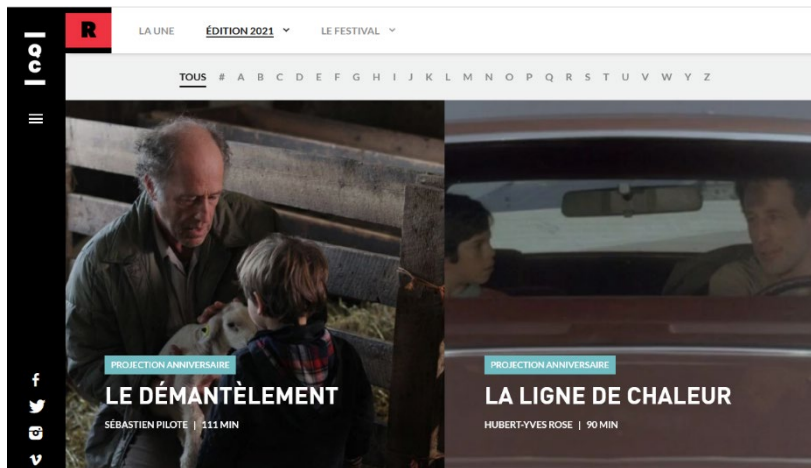 QC
R
LA UNE ÉDITION 2021 LE FESTIVAL
TOUS # A B C D E F G H I J K L M N O P Q R S T U V W Y Z
PROJECTION ANNIVERSAIRE
LE DÉMANTÈLEMENT
SÉBASTIEN PILOTE | 111 MIN
PROJECTION ANNIVERSAIRE
LA LIGNE DE CHALEUR
HUBERT-YVES ROSE | 90 MIN